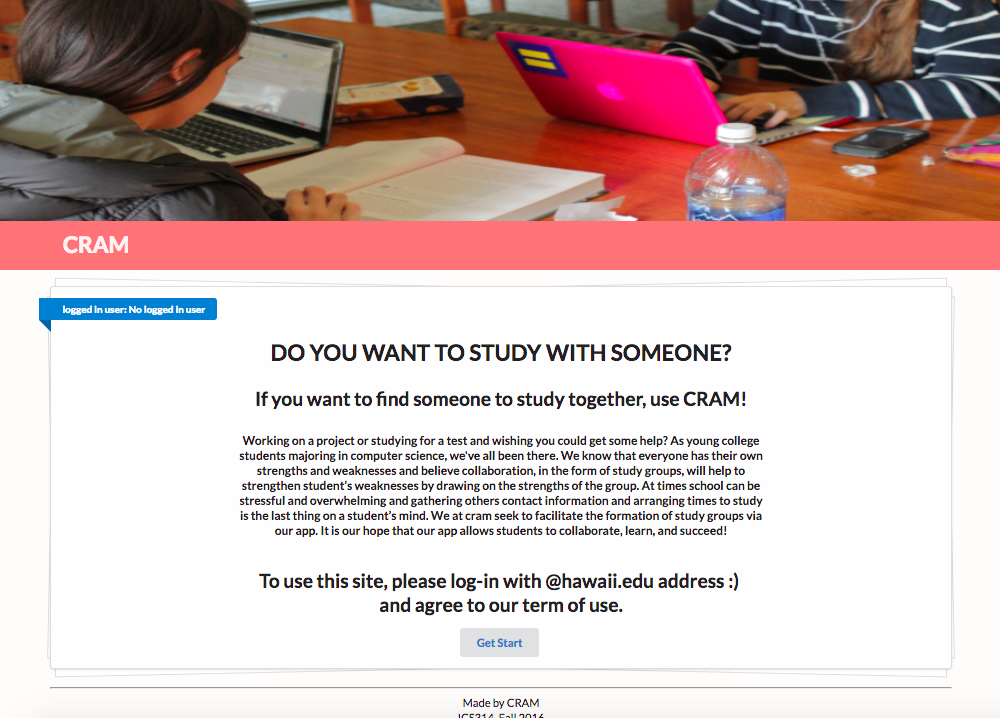 CRAM
logged in user: No logged in user
DO YOU WANT TO STUDY WITH SOMEONE?
If you want to find someone to study together, use CRAM!
Working on a project or studying for a test and wishing you could get some help? As young college
students majoring in computer science, we've all been there. We know that everyone has their own
strengths and weaknesses and believe collaboration, in the form of study groups, will help to
strengthen student's weaknesses by drawing on the strengths of the group. At times school can be
stressful and overwhelming and gathering others contact information and arranging times to study
is the last thing on a student's mind. We at cram seek to facilitate the formation of study groups via
our app. It is our hope that our app allows students to collaborate, learn, and succeed!
To use this site, please log-in with @hawaii.edu address :)
and agree to our term of use.
Get Start
Made by CRAM
ICS314, Fall 2016